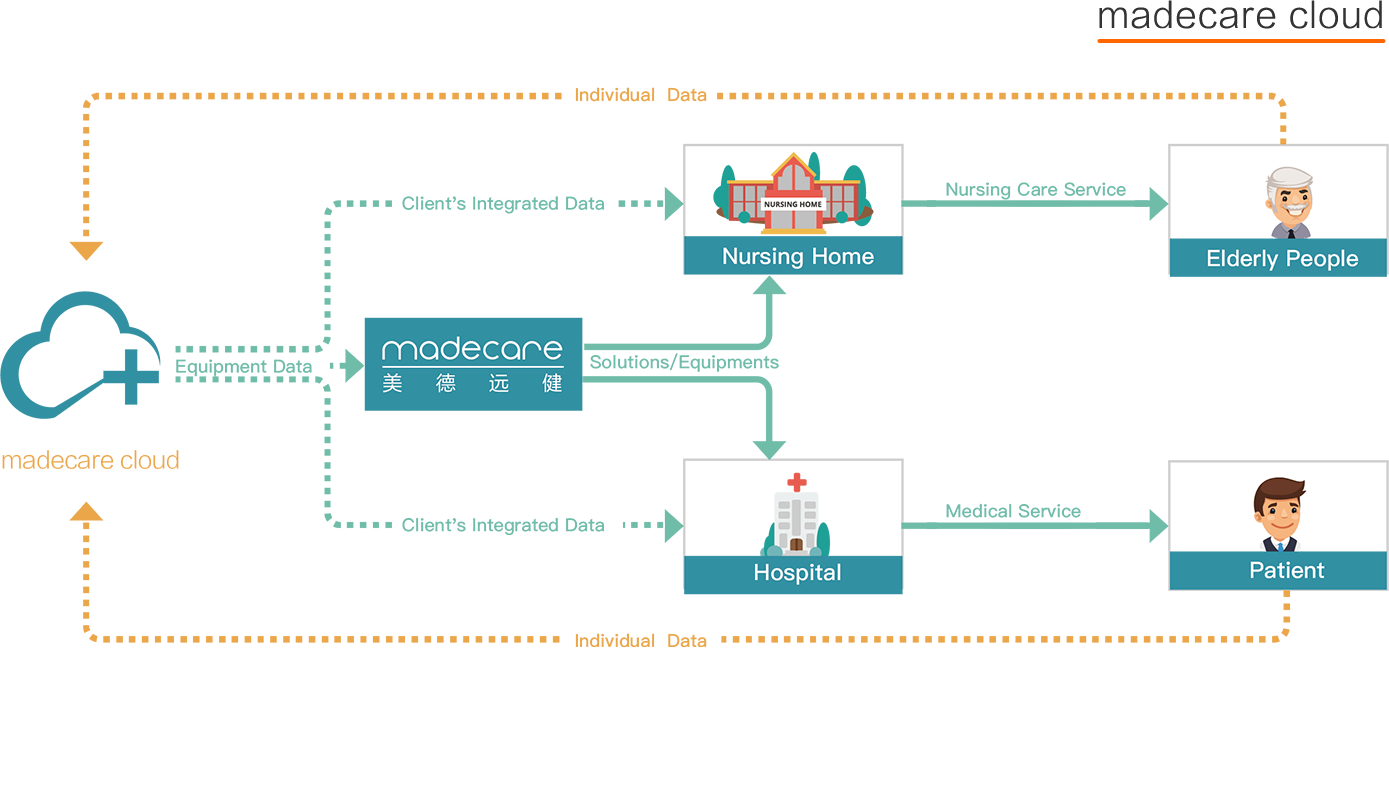 madecare cloud
Individual Data
NURSING HOME
Nursing Home
Client's Integrated Data
Nursing Care Service
Elderly People
madecare
美德远健
Solutions/Equipments
Equipment Data
madecare cloud
Client's Integrated Data
Hospital
Medical Service
Patient
Individual Data